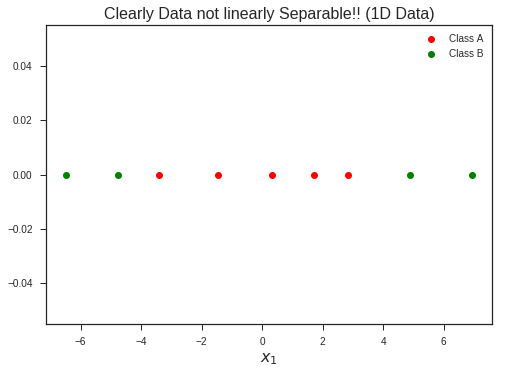 Clearly Data not linearly Separable!! (1D Data)
Class A
Class B
0.04
0.02
0.00
−0.02
−0.04
−6 −4 −2 0 2 4 6
x₁